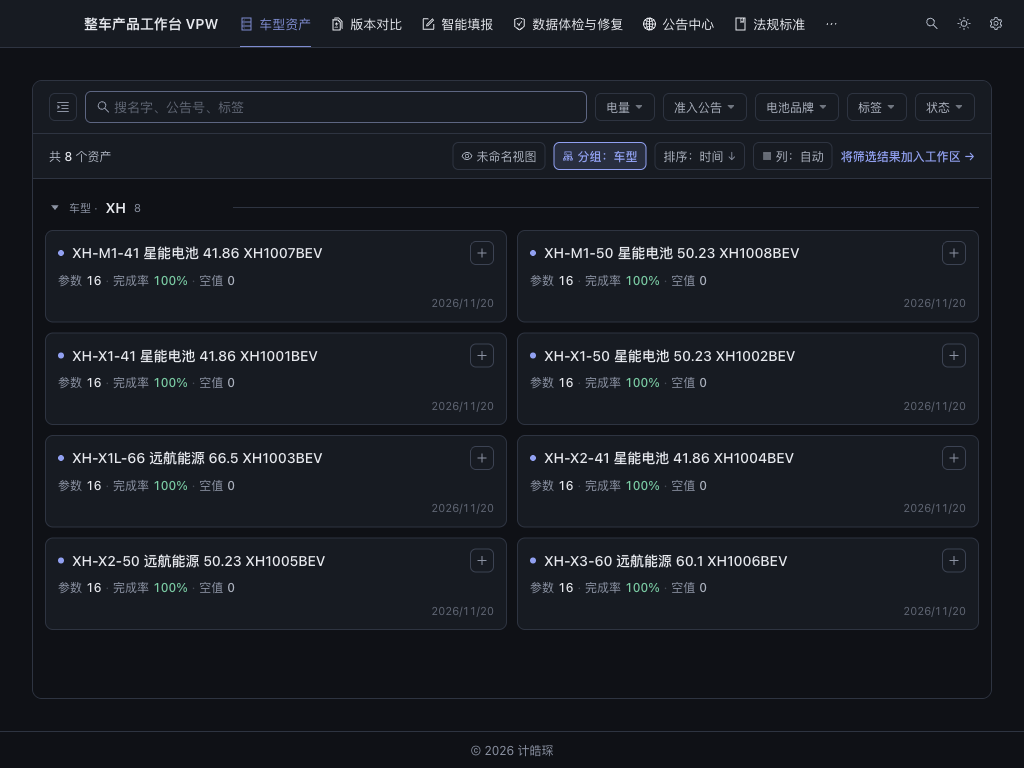 整车产品工作台 VPW 车型资产 版本对比 智能填报 数据体检与修复 公告中心 法规标准 ···
搜名字、公告号、标签 电量 准入公告 电池品牌 标签 状态
共 8 个资产 未命名视图 分组：车型 排序：时间 ↓ 列：自动 将筛选结果加入工作区 →
车型 · XH 8
XH-M1-41 星能电池 41.86 XH1007BEV
参数 16 · 完成率 100% · 空值 0
2026/11/20
XH-M1-50 星能电池 50.23 XH1008BEV
参数 16 · 完成率 100% · 空值 0
2026/11/20
XH-X1-41 星能电池 41.86 XH1001BEV
参数 16 · 完成率 100% · 空值 0
2026/11/20
XH-X1-50 星能电池 50.23 XH1002BEV
参数 16 · 完成率 100% · 空值 0
2026/11/20
XH-X1L-66 远航能源 66.5 XH1003BEV
参数 16 · 完成率 100% · 空值 0
2026/11/20
XH-X2-41 星能电池 41.86 XH1004BEV
参数 16 · 完成率 100% · 空值 0
2026/11/20
XH-X2-50 远航能源 50.23 XH1005BEV
参数 16 · 完成率 100% · 空值 0
2026/11/20
XH-X3-60 远航能源 60.1 XH1006BEV
参数 16 · 完成率 100% · 空值 0
2026/11/20
© 2026 计皓琛